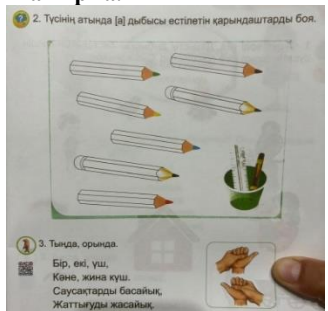 2. Түсінің атында [а] дыбысы естілетін қарындаштарды боя.
3. Тыңда, орында.
Бір, екі, үш,
Кәне, жина күш.
Саусақтарды басайық,
Жаттығуды жасайық.